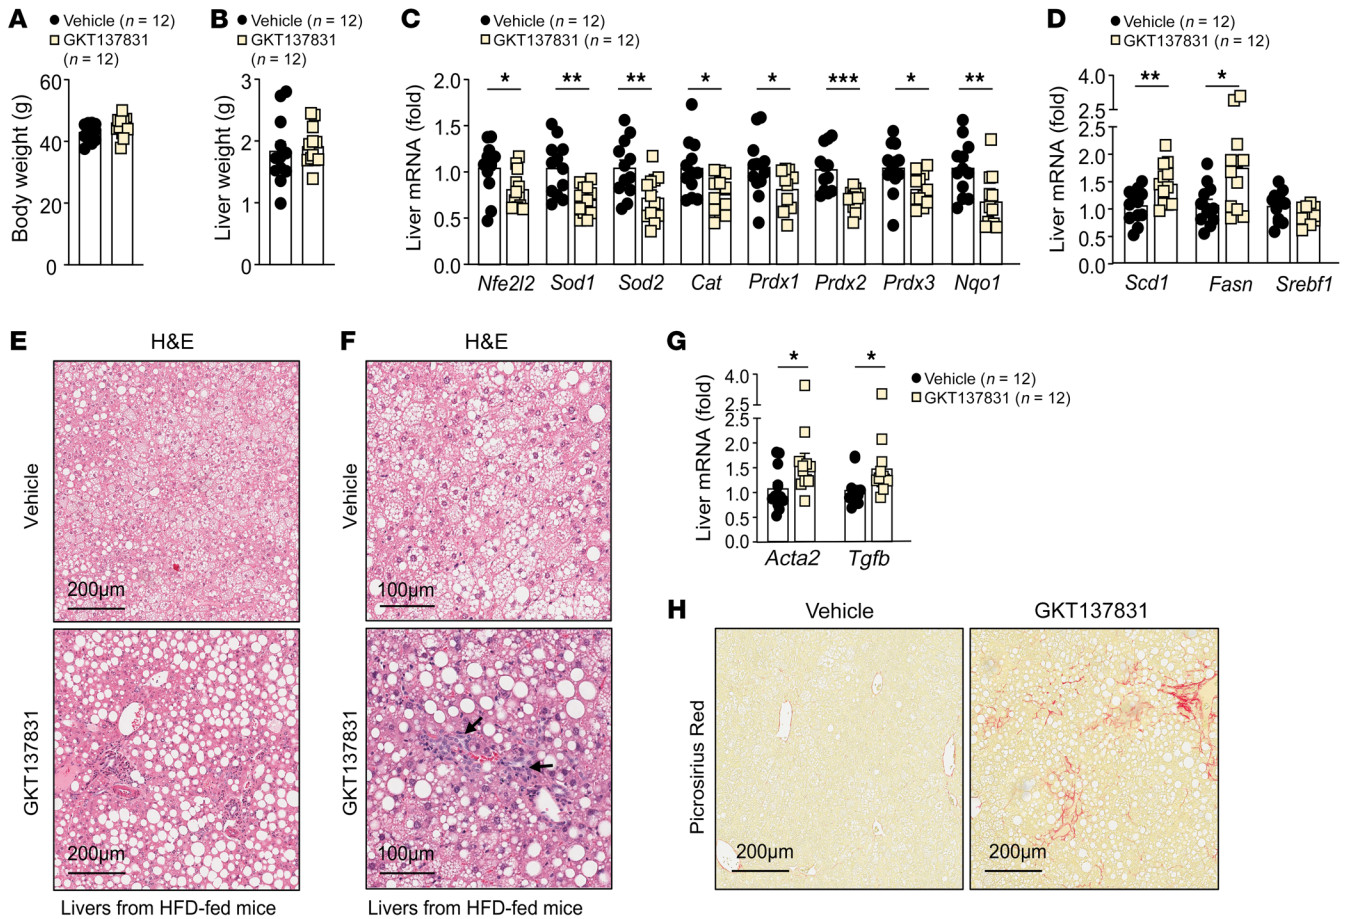 A
Vehicle (n = 12)
GKT137831
(n = 12)
Body weight (g)
60
40
20
0
B
Vehicle (n = 12)
GKT137831
(n = 12)
Liver weight (g)
3
2
1
0
C
Vehicle (n = 12)
GKT137831 (n = 12)
Liver mRNA (fold)
2.0
1.5
1.0
0.5
0.0
* ** ** * * *** * **
Nfe2l2 Sod1 Sod2 Cat Prdx1 Prdx2 Prdx3 Nqo1
D
Vehicle (n = 12)
GKT137831 (n = 12)
Liver mRNA (fold)
4.0
2.5
2.5
2.0
1.5
1.0
0.5
0.0
** *
Scd1 Fasn Srebf1
E
H&E
Vehicle
200µm
GKT137831
200µm
Livers from HFD-fed mice
F
H&E
Vehicle
100µm
GKT137831
100µm
Livers from HFD-fed mice
G
* *
Vehicle (n = 12)
GKT137831 (n = 12)
Liver mRNA (fold)
4.0
2.5
2.5
2.0
1.5
1.0
0.5
0.0
Acta2 Tgfb
H
Vehicle
GKT137831
Picrosirius Red
200µm
200µm